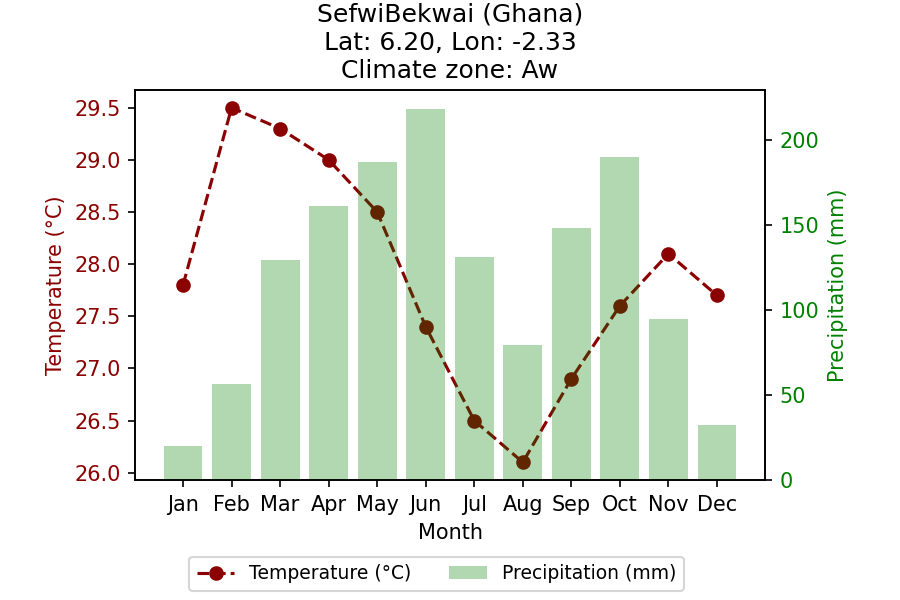 SefwiBekwai (Ghana)
Lat: 6.20, Lon: -2.33
Climate zone: Aw
29.5
29.0
28.5
28.0
27.5
27.0
26.5
26.0
Temperature (°C)
200
150
100
50
0
Precipitation (mm)
Jan Feb Mar Apr May Jun Jul Aug Sep Oct Nov Dec
Month
Temperature (°C) Precipitation (mm)